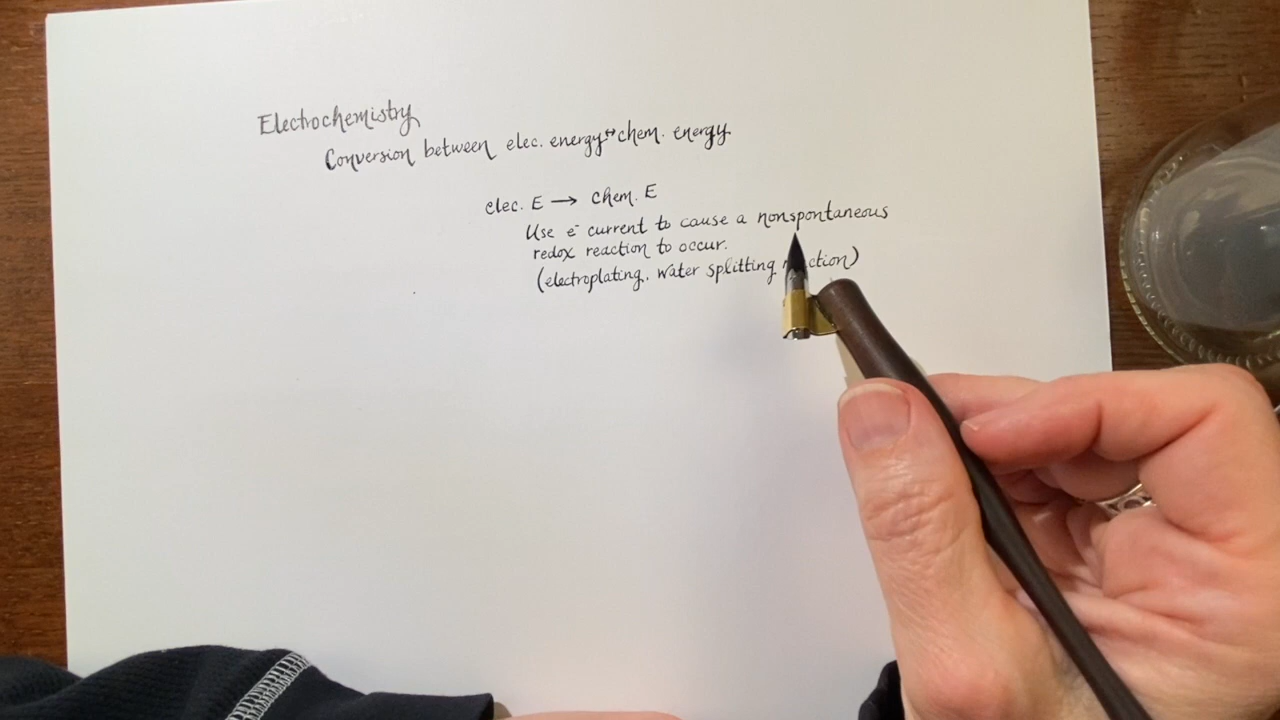 Electrochemistry
Conversion between elec. energy ↔ chem. energy
elec. E → chem. E
Use e⁻ current to cause a nonspontaneous
redox reaction to occur.
(electroplating, water splitting reaction)